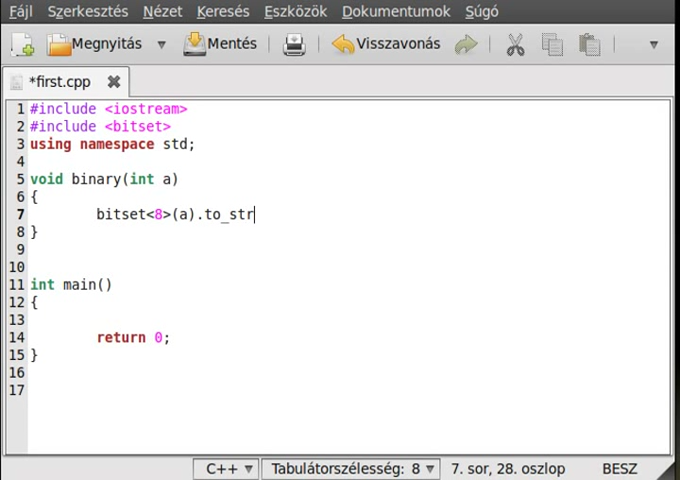 Fájl Szerkesztés Nézet Keresés Eszközök Dokumentumok Súgó
Megnyitás Mentés Visszavonás
*first.cpp
1 #include <iostream>
2 #include <bitset>
3 using namespace std;
4
5 void binary(int a)
6 {
7 bitset<8>(a).to_str
8 }
9
10
11 int main()
12 {
13
14 return 0;
15 }
16
17
C++ Tabulátorszélesség: 8 7. sor, 28. oszlop BESZ